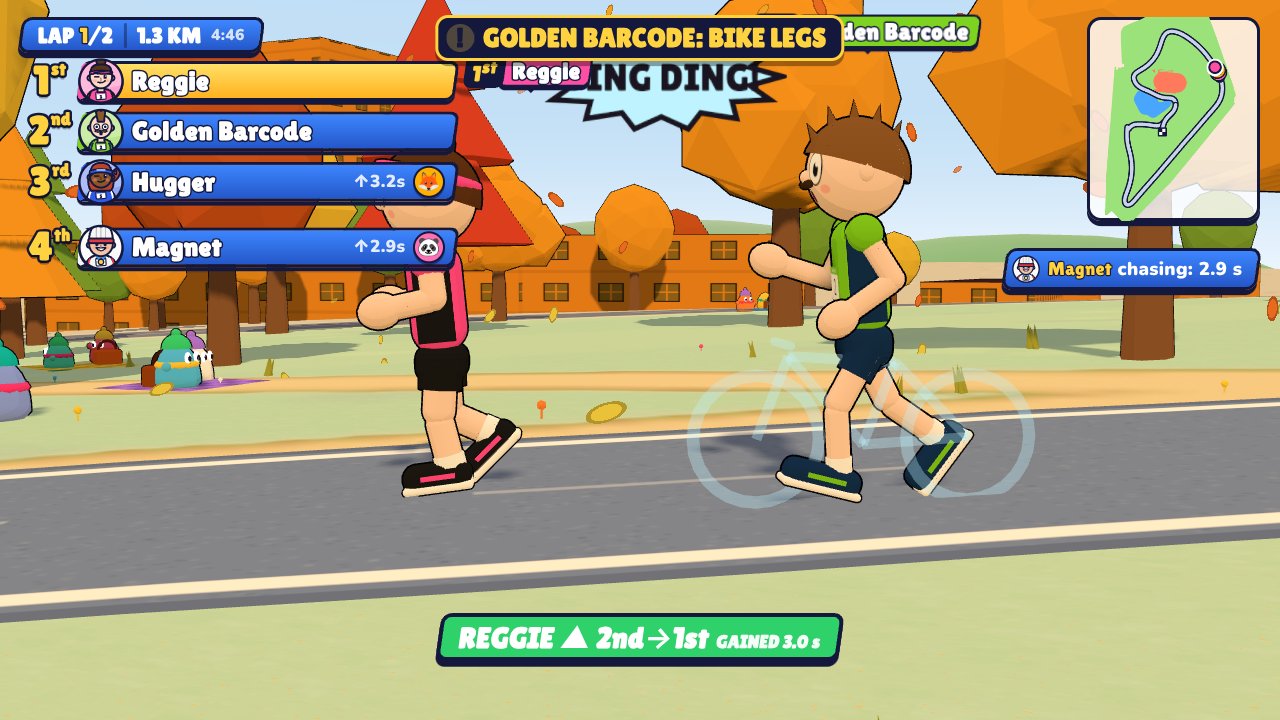 LAP 1/2 1.3 KM 4:46
! GOLDEN BARCODE: BIKE LEGS
den Barcode
1st Reggie
1st Reggie
ING DING!
2nd Golden Barcode
3rd Hugger ↑3.2s
4th Magnet ↑2.9s
Magnet chasing: 2.9 s
REGGIE ▲ 2nd→1st GAINED 3.0 s